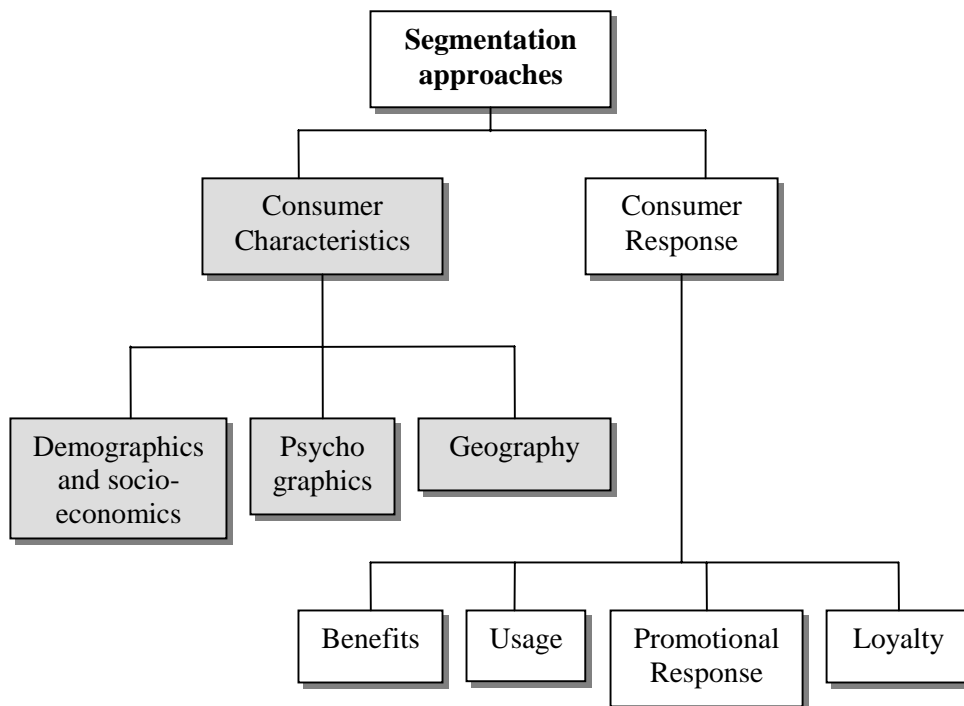 Segmentation
approaches
Consumer
Characteristics
Consumer
Response
Demographics
and socio-
economics
Psycho
graphics
Geography
Benefits
Usage
Promotional
Response
Loyalty